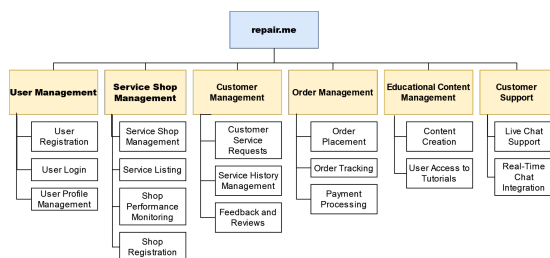 repair.me
User Management
Service Shop
Management
Customer
Management
Order Management
Educational Content
Management
Customer
Support
User
Registration
User Login
User Profile
Management
Service Shop
Management
Service Listing
Shop
Performance
Monitoring
Shop
Registration
Customer
Service
Requests
Service History
Management
Feedback and
Reviews
Order
Placement
Order Tracking
Payment
Processing
Content
Creation
User Access to
Tutorials
Live Chat
Support
Real-Time
Chat
Integration